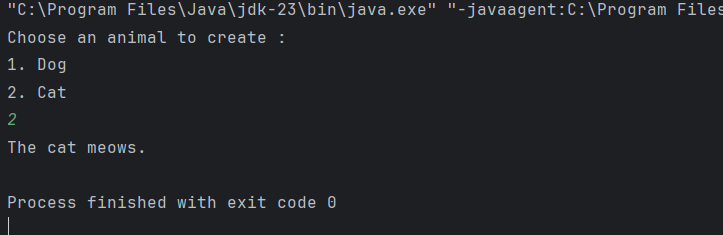 "C:\Program Files\Java\jdk-23\bin\java.exe" "-javaagent:C:\Program Files
Choose an animal to create :
1. Dog
2. Cat
2
The cat meows.
Process finished with exit code 0